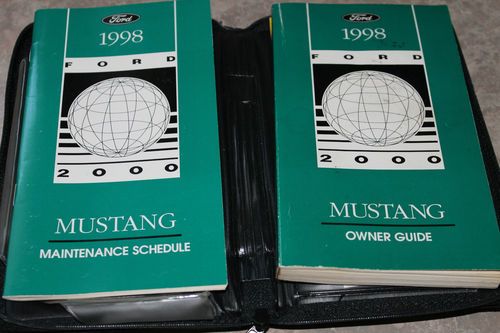 Ford
1998
FORD
2000
MUSTANG
MAINTENANCE SCHEDULE
Ford
1998
FORD
2000
MUSTANG
OWNER GUIDE